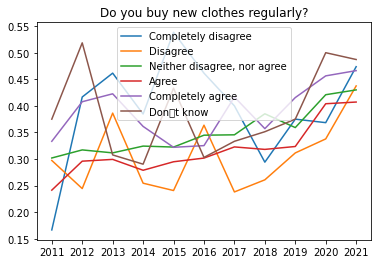 Do you buy new clothes regularly?
0.55
0.50
0.45
0.40
0.35
0.30
0.25
0.20
0.15
Completely disagree
Disagree
Neither disagree, nor agree
Agree
Completely agree
Don▯t know
2011 2012 2013 2014 2015 2016 2017 2018 2019 2020 2021